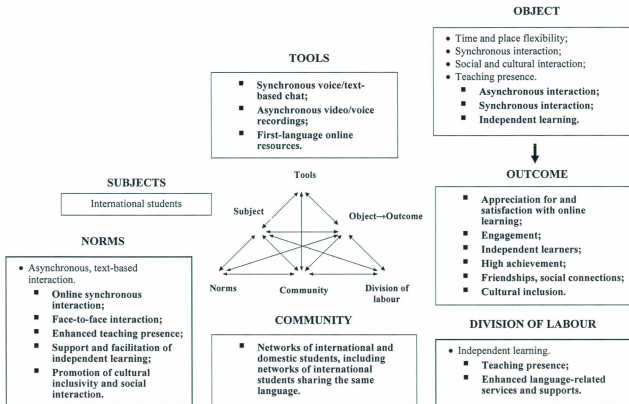 OBJECT
• Time and place flexibility;
• Synchronous interaction;
• Social and cultural interaction;
• Teaching presence.
▪ Asynchronous interaction;
▪ Synchronous interaction;
▪ Independent learning.
TOOLS
▪ Synchronous voice/text-
based chat;
▪ Asynchronous video/voice
recordings;
▪ First-language online
resources.
SUBJECTS
International students
Tools
Subject
Object→Outcome
Norms
Community
Division of
labour
OUTCOME
▪ Appreciation for and
satisfaction with online
learning;
▪ Engagement;
▪ Independent learners;
▪ High achievement;
▪ Friendships, social connections;
▪ Cultural inclusion.
NORMS
• Asynchronous, text-based
interaction.
▪ Online synchronous
interaction;
▪ Face-to-face interaction;
▪ Enhanced teaching presence;
▪ Support and facilitation of
independent learning;
▪ Promotion of cultural
inclusivity and social
interaction.
COMMUNITY
▪ Networks of international and
domestic students, including
networks of international
students sharing the same
language.
DIVISION OF LABOUR
• Independent learning.
▪ Teaching presence;
▪ Enhanced language-related
services and supports.